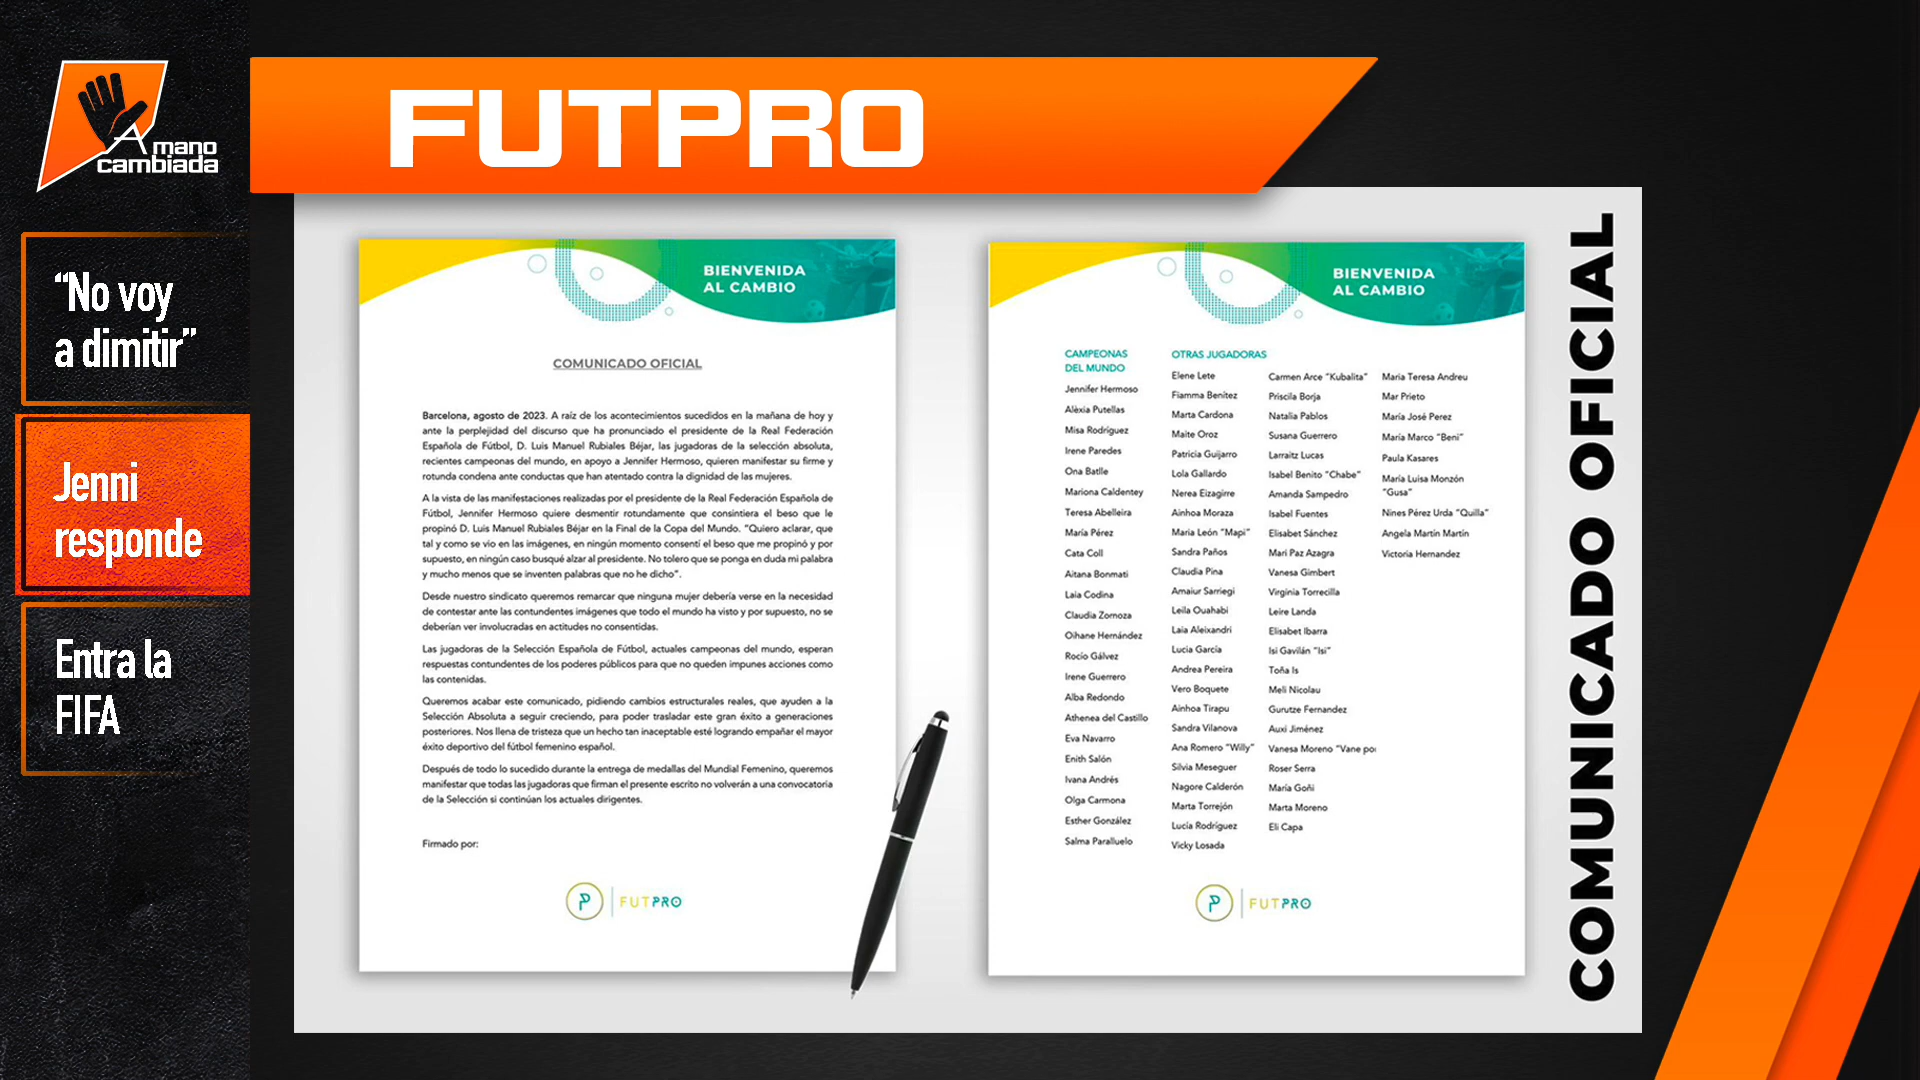 A mano
cambiada
“No voy
a dimitir”
Jenni
responde
Entra la
FIFA
FUTPRO
BIENVENIDA
AL CAMBIO
COMUNICADO OFICIAL
Barcelona, agosto de 2023. A raíz de los acontecimientos sucedidos en la mañana de hoy y
ante la perplejidad del discurso que ha pronunciado el presidente de la Real Federación
Española de Fútbol, D. Luis Manuel Rubiales Béjar, las jugadoras de la selección absoluta,
recientes campeonas del mundo, en apoyo a Jennifer Hermoso, quieren manifestar su firme y
rotunda condena ante conductas que han atentado contra la dignidad de las mujeres.
A la vista de las manifestaciones realizadas por el presidente de la Real Federación Española de
Fútbol, Jennifer Hermoso quiere desmentir rotundamente que consintiera el beso que le
propinó D. Luis Manuel Rubiales Béjar en la Final de la Copa del Mundo. “Quiero aclarar, que
tal y como se vio en las imágenes, en ningún momento consentí el beso que me propinó y por
supuesto, en ningún caso busqué alzar al presidente. No tolero que se ponga en duda mi palabra
y mucho menos que se inventen palabras que no he dicho”.
Desde nuestro sindicato queremos remarcar que ninguna mujer debería verse en la necesidad
de contestar ante las contundentes imágenes que todo el mundo ha visto y por supuesto, no se
deberían ver involucradas en actitudes no consentidas.
Las jugadoras de la Selección Española de Fútbol, actuales campeonas del mundo, esperan
respuestas contundentes de los poderes públicos para que no queden impunes acciones como
las contenidas.
Queremos acabar este comunicado, pidiendo cambios estructurales reales, que ayuden a la
Selección Absoluta a seguir creciendo, para poder trasladar este gran éxito a generaciones
posteriores. Nos llena de tristeza que un hecho tan inaceptable esté logrando empañar el mayor
éxito deportivo del fútbol femenino español.
Después de todo lo sucedido durante la entrega de medallas del Mundial Femenino, queremos
manifestar que todas las jugadoras que firman el presente escrito no volverán a una convocatoria
de la Selección si continúan los actuales dirigentes.
Firmado por:
P FUTPRO
BIENVENIDA
AL CAMBIO
CAMPEONAS
DEL MUNDO
Jennifer Hermoso
Alèxia Putellas
Misa Rodríguez
Irene Paredes
Ona Batlle
Mariona Caldentey
Teresa Abelleira
María Pérez
Cata Coll
Aitana Bonmatí
Laia Codina
Claudia Zornoza
Oihane Hernández
Rocío Gálvez
Irene Guerrero
Alba Redondo
Athenea del Castillo
Eva Navarro
Enith Salón
Ivana Andrés
Olga Carmona
Esther González
Salma Paralluelo
OTRAS JUGADORAS
Elene Lete
Fiamma Benítez
Marta Cardona
Maite Oroz
Patricia Guijarro
Lola Gallardo
Nerea Eizagirre
Ainhoa Moraza
Maria León “Mapi”
Sandra Paños
Claudia Pina
Amaiur Sarriegi
Leila Ouahabi
Laia Aleixandri
Lucia García
Andrea Pereira
Vero Boquete
Ainhoa Tirapu
Sandra Vilanova
Ana Romero “Willy”
Silvia Meseguer
Nagore Calderón
Marta Torrejón
Lucía Rodríguez
Vicky Losada
Carmen Arce “Kubalita”
Priscila Borja
Natalia Pablos
Susana Guerrero
Larraitz Lucas
Isabel Benito “Chabe”
Amanda Sampedro
Isabel Fuentes
Elisabet Sánchez
Mari Paz Azagra
Vanesa Gimbert
Virginia Torrecilla
Leire Landa
Elisabet Ibarra
Isi Gavilán “Isi”
Toña Is
Meli Nicolau
Gurutze Fernandez
Auxi Jiménez
Vanesa Moreno “Vane por
Roser Serra
María Goñi
Marta Moreno
Eli Capa
Maria Teresa Andreu
Mar Prieto
María José Perez
María Marco “Beni”
Paula Kasares
María Luisa Monzón
“Gusa”
Nines Pérez Urda “Quilla”
Angela Martín Martín
Victoria Hernandez
P FUTPRO
COMUNICADO OFICIAL